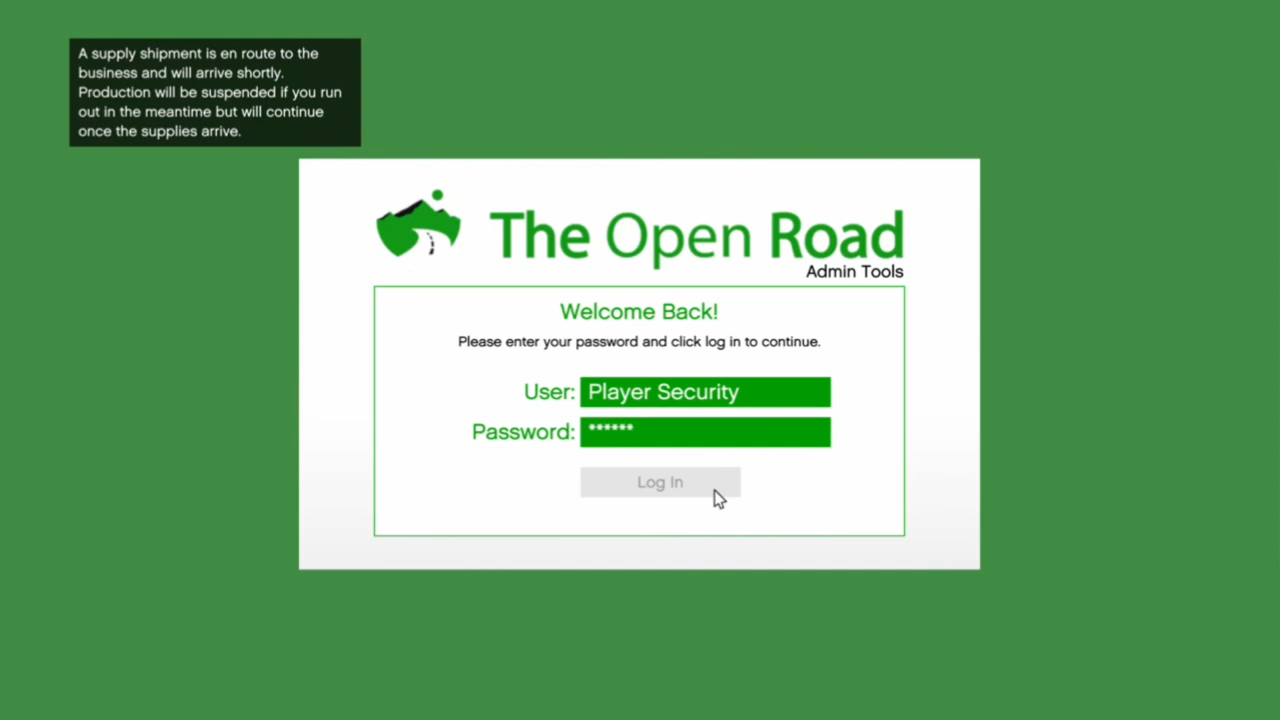 A supply shipment is en route to the
business and will arrive shortly.
Production will be suspended if you run
out in the meantime but will continue
once the supplies arrive.
The Open Road
Admin Tools
Welcome Back!
Please enter your password and click log in to continue.
User: Player Security
Password: ******
Log In